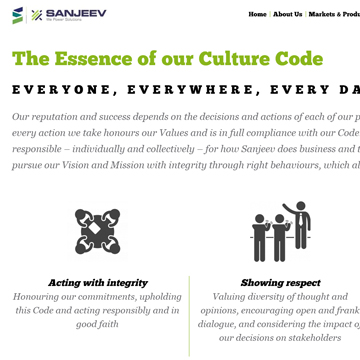 SANJEEV
We Power Solutions
Home | About Us | Markets & Produ
The Essence of our Culture Code
EVERYONE, EVERYWHERE, EVERY DA
Our reputation and success depends on the decisions and actions of each of our p
every action we take honours our Values and is in full compliance with our Code
responsible – individually and collectively – for how Sanjeev does business and t
pursue our Vision and Mission with integrity through right behaviours, which al
Acting with integrity
Honouring our commitments, upholding
this Code and acting responsibly and in
good faith
Showing respect
Valuing diversity of thought and
opinions, encouraging open and frank
dialogue, and considering the impact of
our decisions on stakeholders